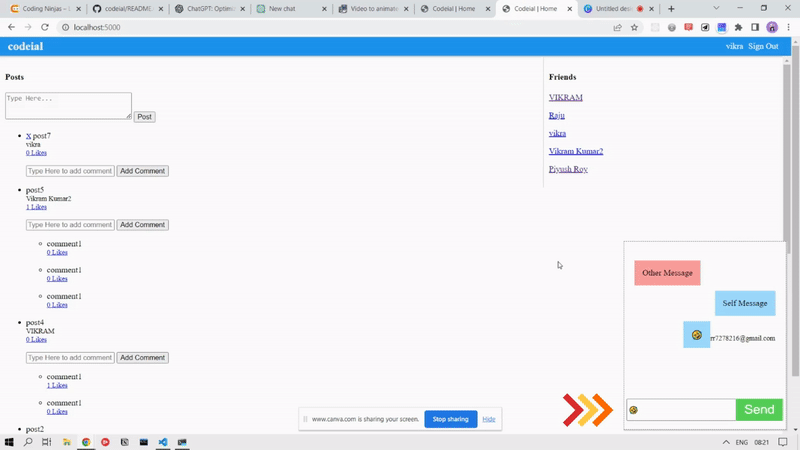 Coding Ninjas –
codeial/README
ChatGPT: Optimi
New chat
Video to animate
Codeial | Home
Codeial | Home
Untitled desi
localhost:5000
codeial
vikra Sign Out
Posts
Type Here...
Post
X post7
vikra
0 Likes
Type Here to add comment Add Comment
post5
Vikram Kumar2
1 Likes
Type Here to add comment Add Comment
comment1
0 Likes
comment1
0 Likes
comment1
0 Likes
post4
VIKRAM
0 Likes
Type Here to add comment Add Comment
comment1
1 Likes
comment1
0 Likes
post2
Friends
VIKRAM
Raju
vikra
Vikram Kumar2
Piyush Roy
Other Message
Self Message
🤣
rr7278216@gmail.com
🤣
Send
www.canva.com is sharing your screen. Stop sharing Hide
ENG 08:21